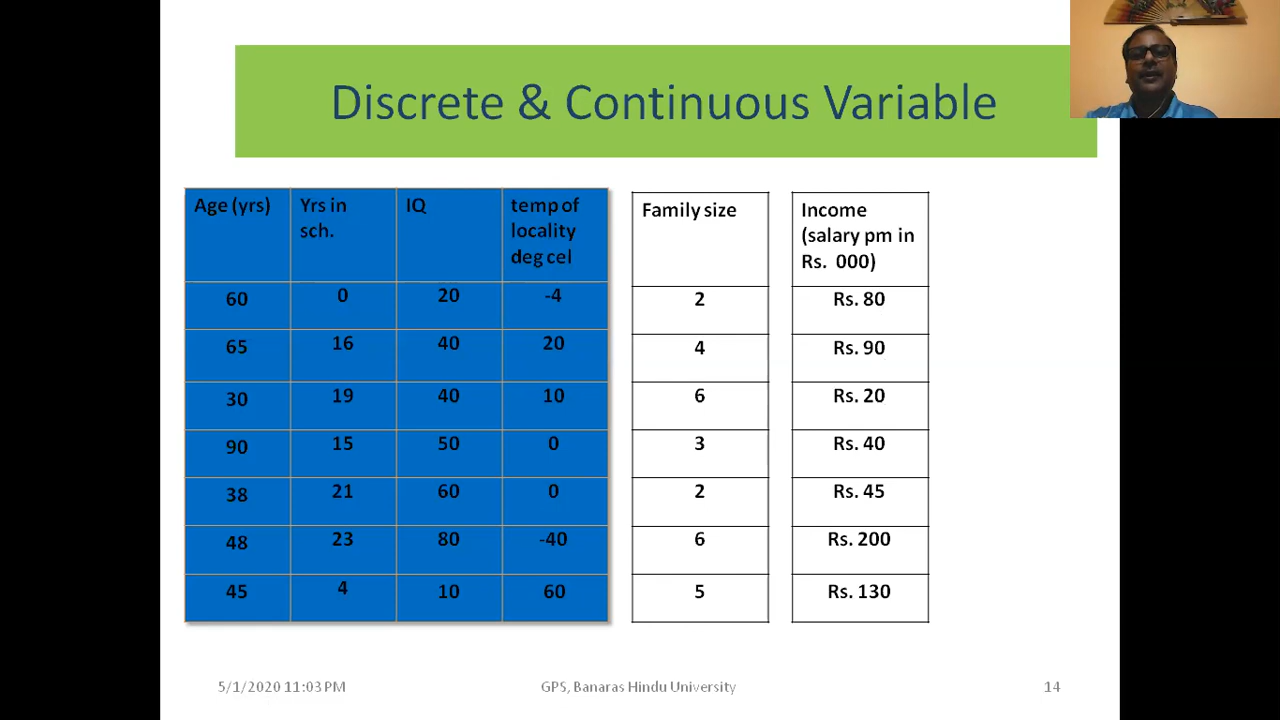 Discrete & Continuous Variable
Age (yrs) Yrs in sch. IQ temp of locality deg cel Family size Income (salary pm in Rs. 000)
60 0 20 -4 2 Rs. 80
65 16 40 20 4 Rs. 90
30 19 40 10 6 Rs. 20
90 15 50 0 3 Rs. 40
38 21 60 0 2 Rs. 45
48 23 80 -40 6 Rs. 200
45 4 10 60 5 Rs. 130
5/1/2020 11:03 PM GPS, Banaras Hindu University 14